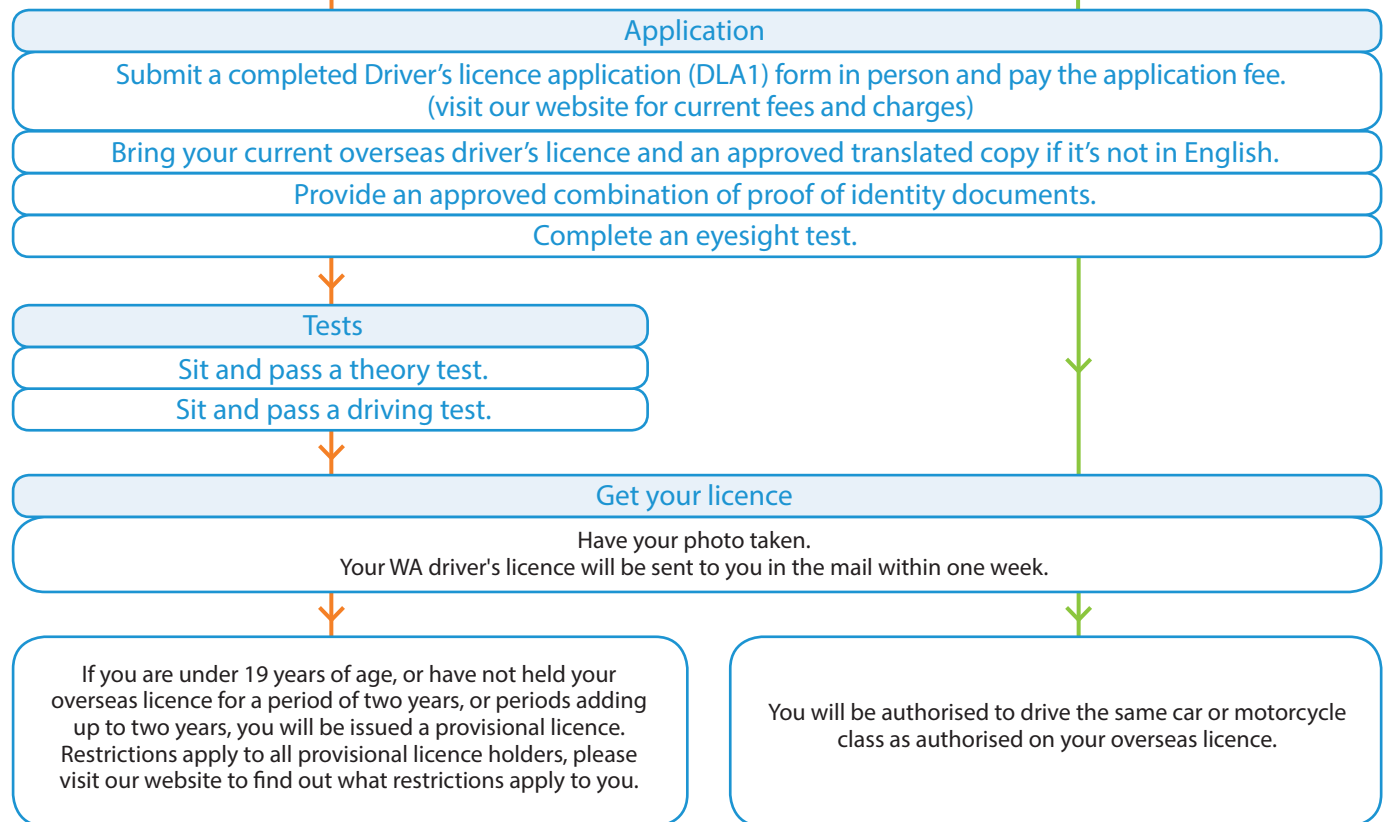 Application
Submit a completed Driver’s licence application (DLA1) form in person and pay the application fee.
(visit our website for current fees and charges)
Bring your current overseas driver’s licence and an approved translated copy if it’s not in English.
Provide an approved combination of proof of identity documents.
Complete an eyesight test.
Tests
Sit and pass a theory test.
Sit and pass a driving test.
Get your licence
Have your photo taken.
Your WA driver's licence will be sent to you in the mail within one week.
If you are under 19 years of age, or have not held your
overseas licence for a period of two years, or periods adding
up to two years, you will be issued a provisional licence.
Restrictions apply to all provisional licence holders, please
visit our website to find out what restrictions apply to you.
You will be authorised to drive the same car or motorcycle
class as authorised on your overseas licence.